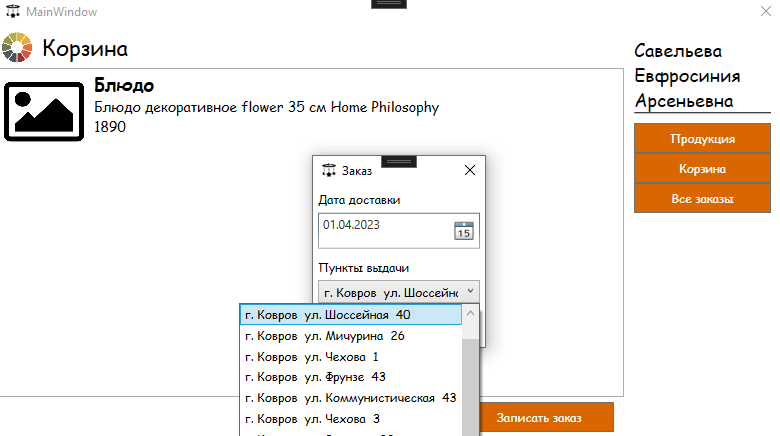 MainWindow
Корзина
Блюдо
Блюдо декоративное flower 35 см Home Philosophy
1890
Савельева
Евфросиния
Арсеньевна
Продукция
Корзина
Все заказы
Заказ
Дата доставки
01.04.2023
15
Пункты выдачи
г. Ковров ул. Шоссейна
г. Ковров ул. Шоссейная 40
г. Ковров ул. Мичурина 26
г. Ковров ул. Чехова 1
г. Ковров ул. Фрунзе 43
г. Ковров ул. Коммунистическая 43
г. Ковров ул. Чехова 3
Записать заказ